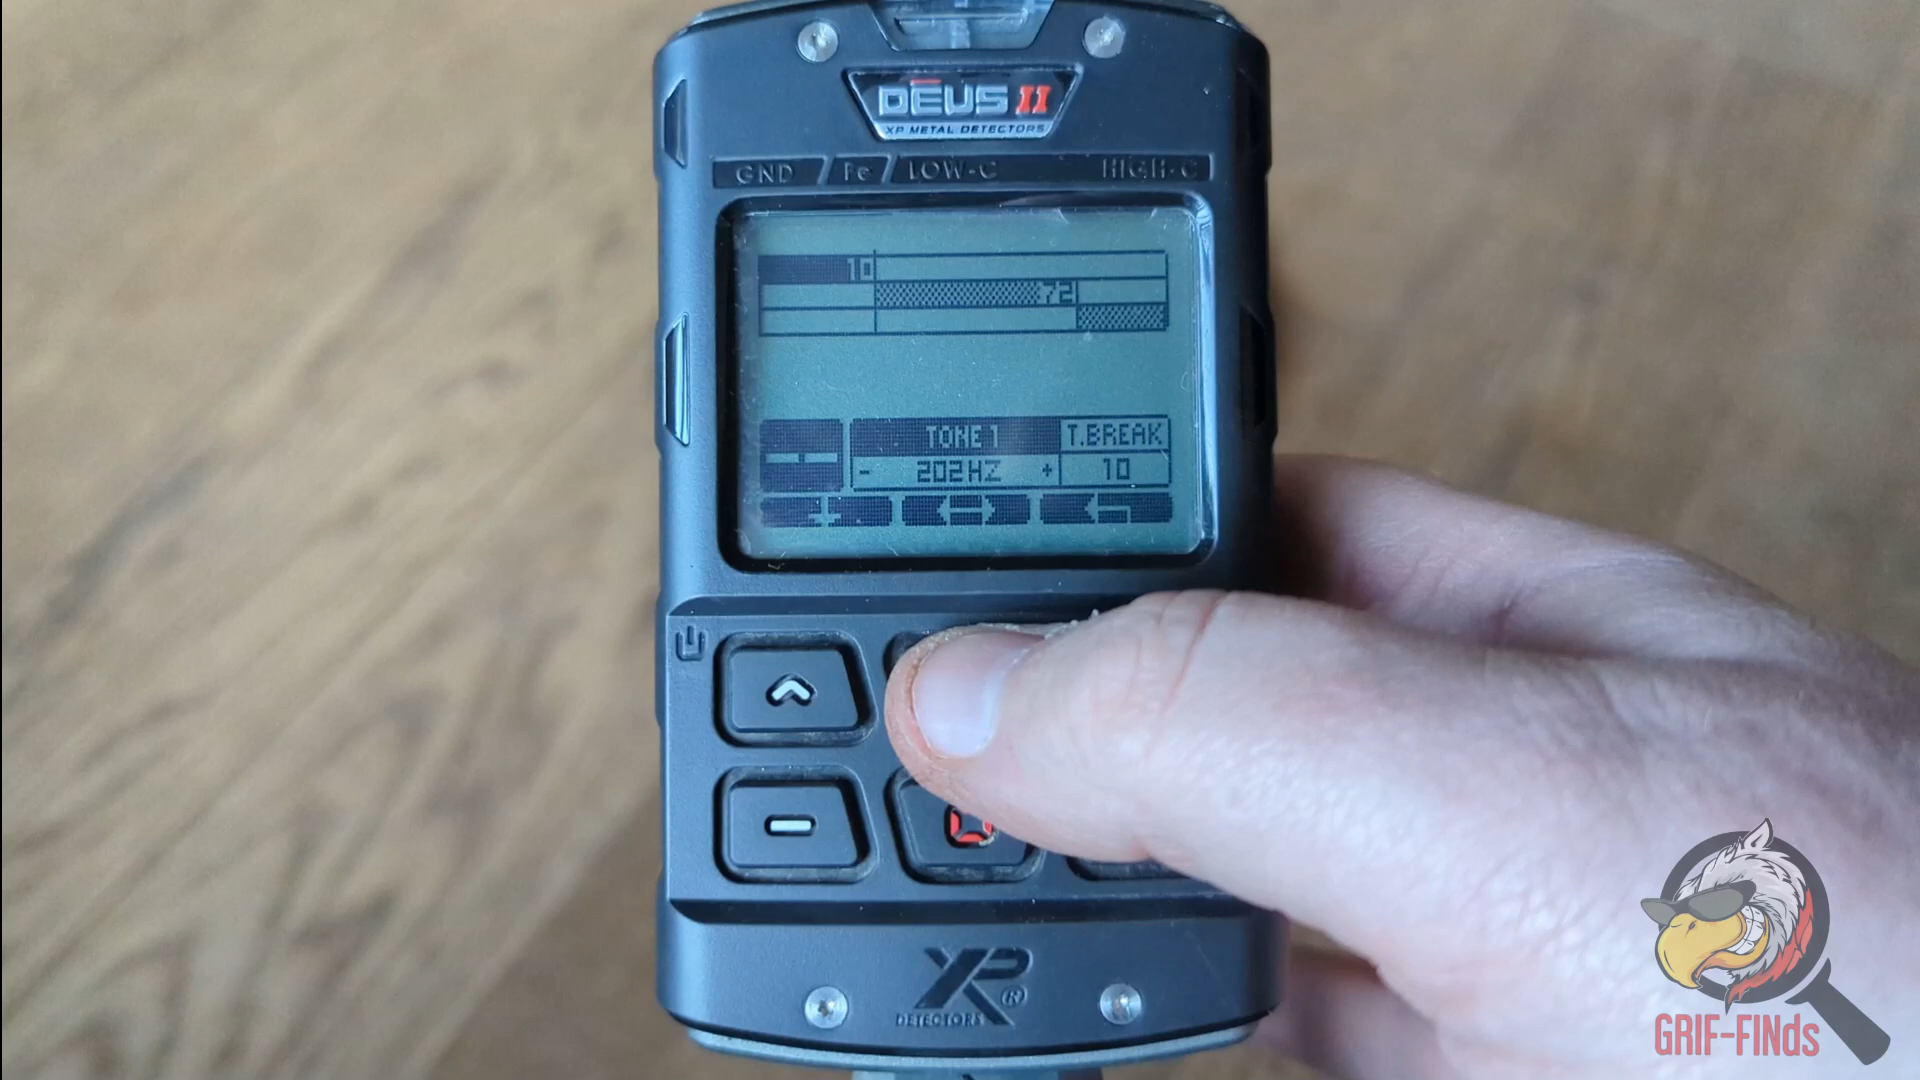 DEUS II
XP METAL DETECTORS
GND Fe LOW-C HIGH-C
10
72
TONE 1 T.BREAK
- 202HZ + 10
XP ®
DETECTORS
GRIF-FINds